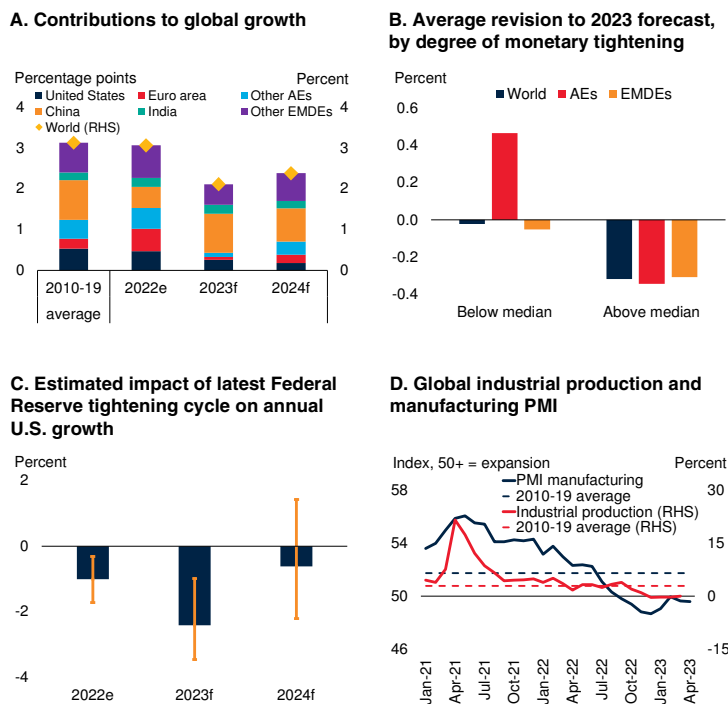 A. Contributions to global growth
Percentage points
Percent
United States
Euro area
Other AEs
China
India
Other EMDEs
World (RHS)
4
3
2
1
0
4
3
2
1
0
2010-19
average
2022e
2023f
2024f
B. Average revision to 2023 forecast,
by degree of monetary tightening
Percent
World
AEs
EMDEs
0.6
0.4
0.2
0.0
-0.2
-0.4
Below median
Above median
C. Estimated impact of latest Federal
Reserve tightening cycle on annual
U.S. growth
Percent
2
0
-2
-4
2022e
2023f
2024f
D. Global industrial production and
manufacturing PMI
Index, 50+ = expansion
Percent
PMI manufacturing
2010-19 average
Industrial production (RHS)
2010-19 average (RHS)
58
54
50
46
30
15
0
-15
Jan-21
Apr-21
Jul-21
Oct-21
Jan-22
Apr-22
Jul-22
Oct-22
Jan-23
Apr-23